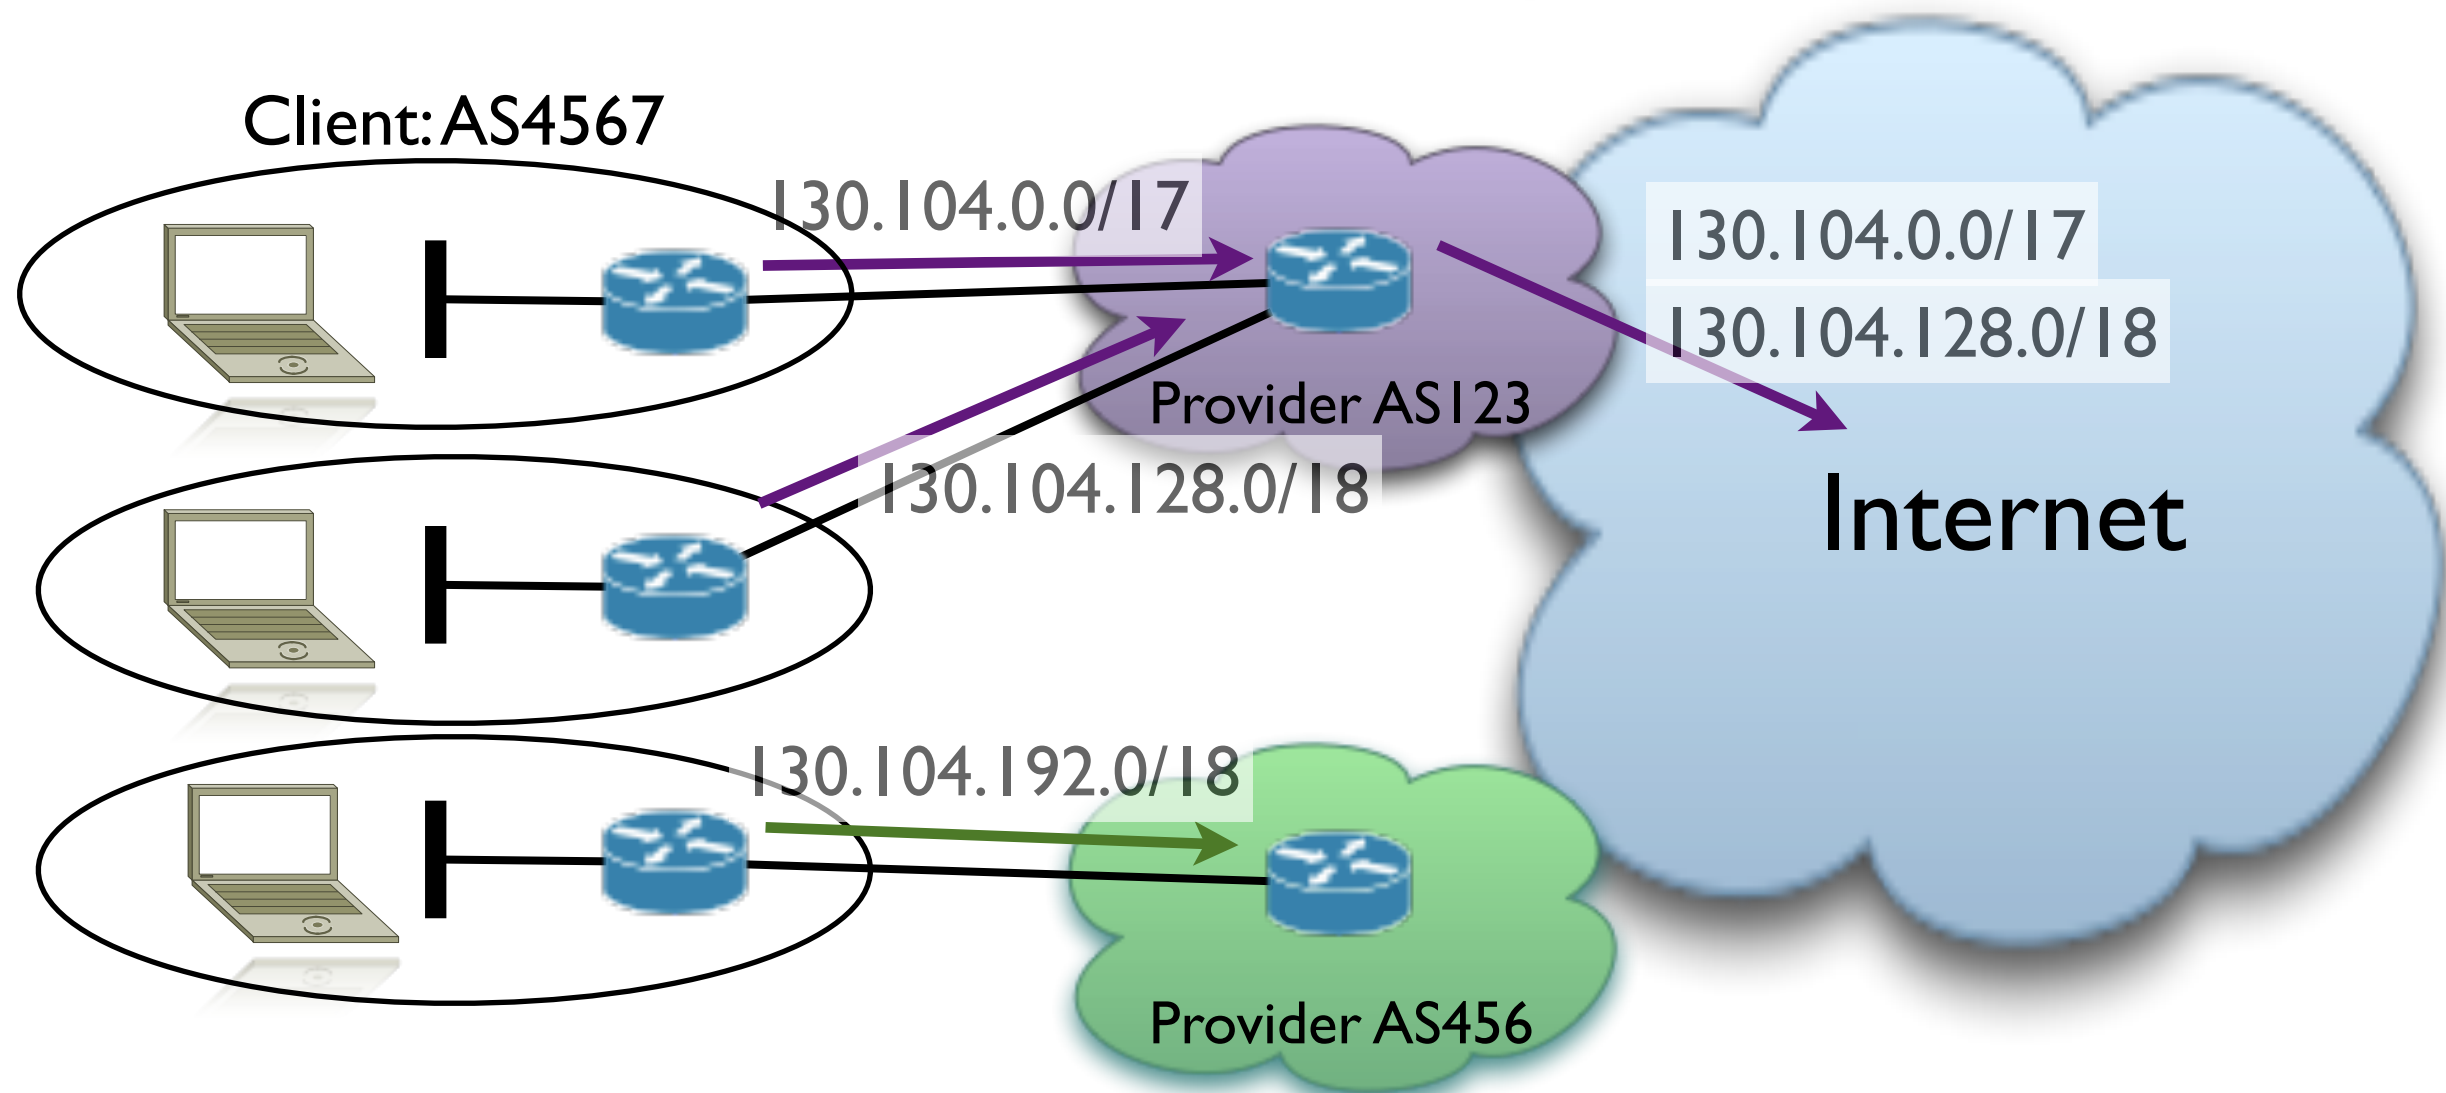 Client: AS4567
130.104.0.0/17
130.104.0.0/17
130.104.128.0/18
Provider AS123
130.104.128.0/18
Internet
130.104.192.0/18
Provider AS456